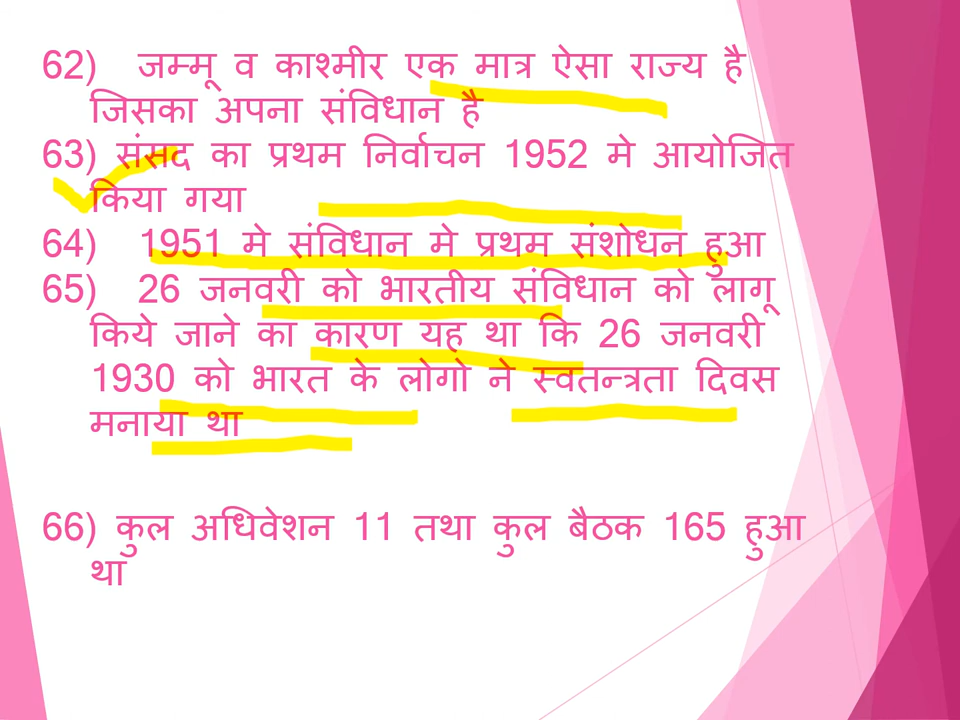 62) जम्मू व काश्मीर एक मात्र ऐसा राज्य है
जिसका अपना संविधान है
63) संसद का प्रथम निर्वाचन 1952 मे आयोजित
किया गया
64) 1951 मे संविधान मे प्रथम संशोधन हुआ
65) 26 जनवरी को भारतीय संविधान को लागू
किये जाने का कारण यह था कि 26 जनवरी
1930 को भारत के लोगो ने स्वतन्त्रता दिवस
मनाया था
66) कुल अधिवेशन 11 तथा कुल बैठक 165 हुआ
था